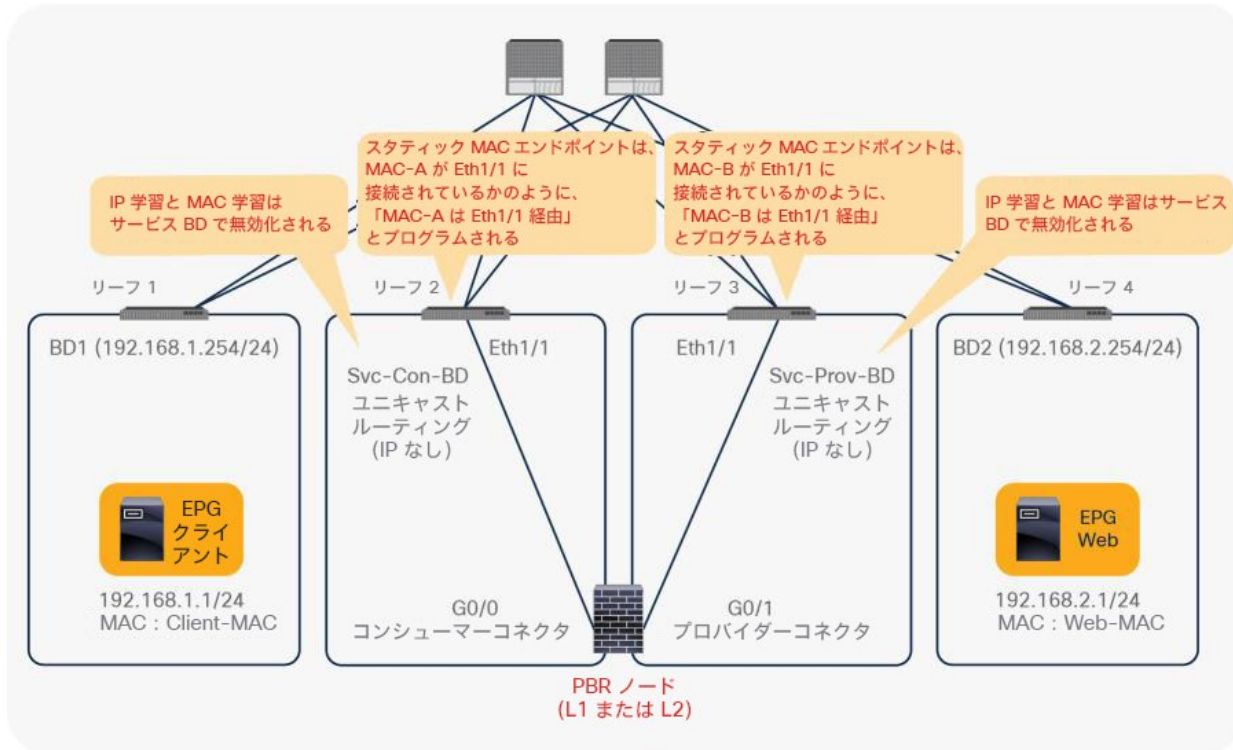 スタティック MAC エンドポイントは、
MAC-A が Eth1/1 に
接続されているかのように、
「MAC-A は Eth1/1 経由」
とプログラムされる
スタティック MAC エンドポイントは、
MAC-B が Eth1/1 に
接続されているかのように、
「MAC-B は Eth1/1 経由」
とプログラムされる
IP 学習と MAC 学習は
サービス BD で無効化される
IP 学習と MAC 学習はサービス
BD で無効化される
リーフ 1
リーフ 2
リーフ 3
リーフ 4
BD1 (192.168.1.254/24)
Eth1/1
Eth1/1
BD2 (192.168.2.254/24)
Svc-Con-BD
ユニキャスト
ルーティング
(IP なし)
Svc-Prov-BD
ユニキャスト
ルーティング
(IP なし)
EPG
クライ
アント
EPG
Web
192.168.1.1/24
MAC：Client-MAC
G0/0
コンシューマーコネクタ
G0/1
プロバイダーコネクタ
192.168.2.1/24
MAC：Web-MAC
PBR ノード
(L1 または L2)